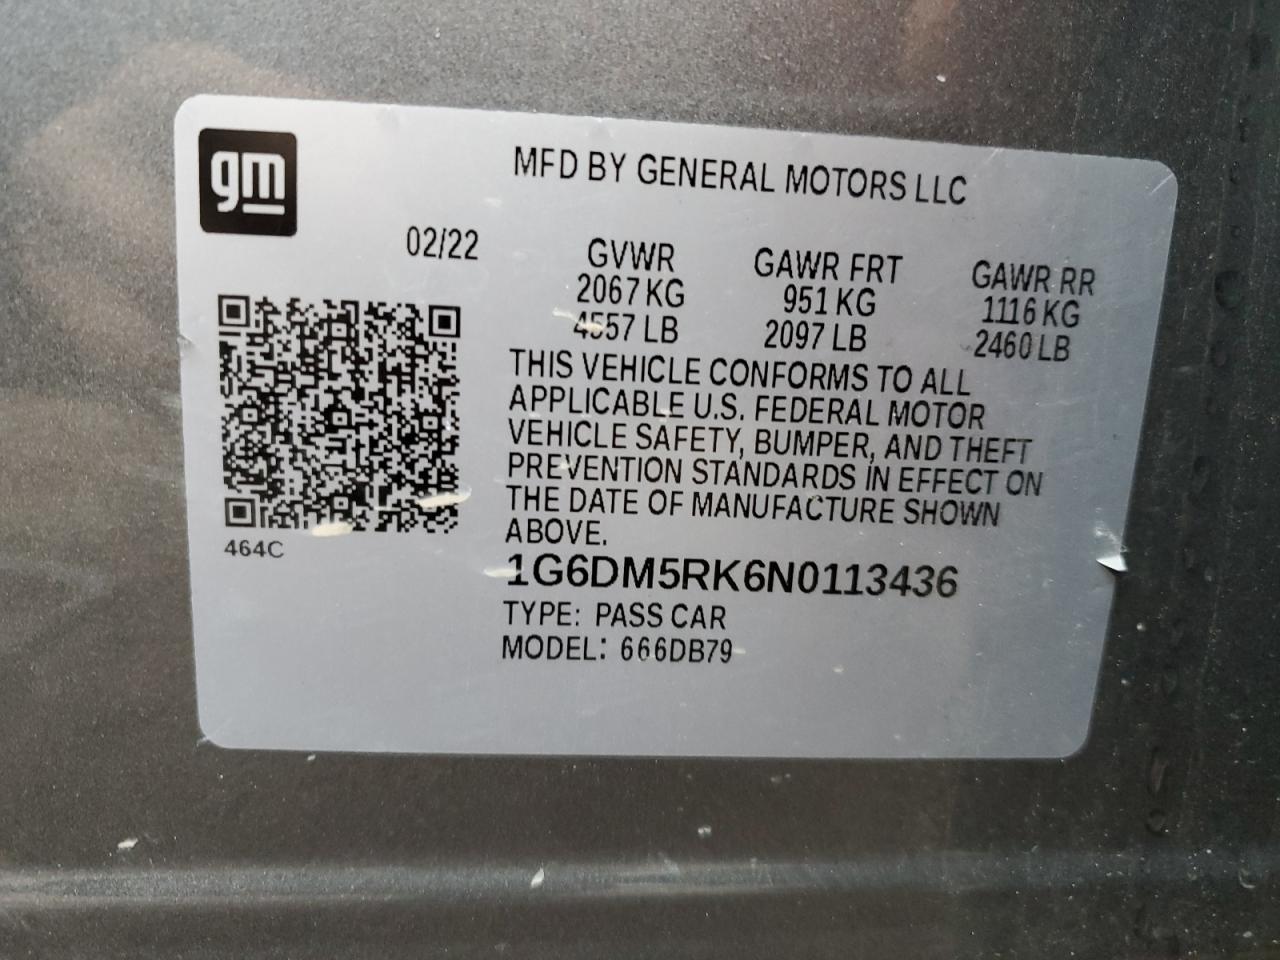 gm
MFD BY GENERAL MOTORS LLC
02/22
GVWR GAWR FRT GAWR RR
2067 KG 951 KG 1116 KG
4557 LB 2097 LB 2460 LB
THIS VEHICLE CONFORMS TO ALL
APPLICABLE U.S. FEDERAL MOTOR
VEHICLE SAFETY, BUMPER, AND THEFT
PREVENTION STANDARDS IN EFFECT ON
THE DATE OF MANUFACTURE SHOWN
ABOVE.
464C
1G6DM5RK6N0113436
TYPE: PASS CAR
MODEL: 666DB79